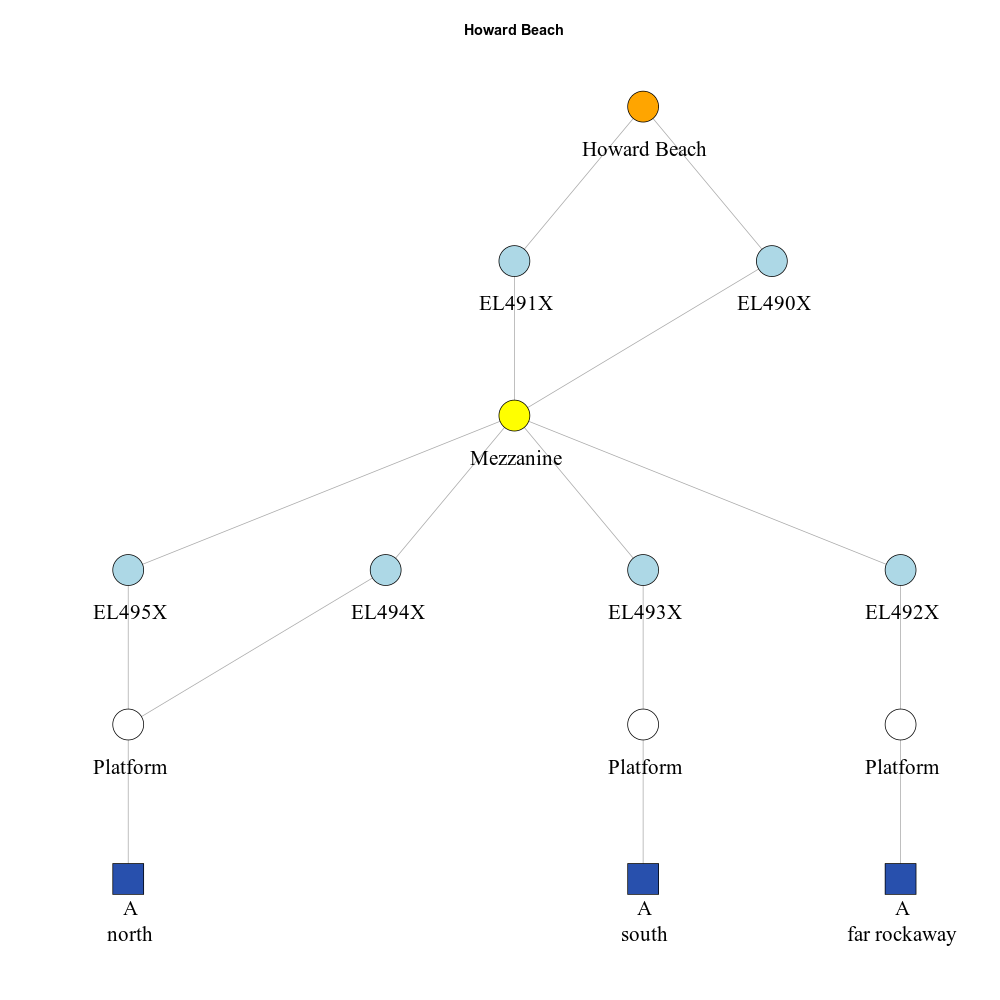 Howard Beach
Howard Beach
EL491X
EL490X
Mezzanine
EL495X
EL494X
EL493X
EL492X
Platform
Platform
Platform
A
north
A
south
A
far rockaway